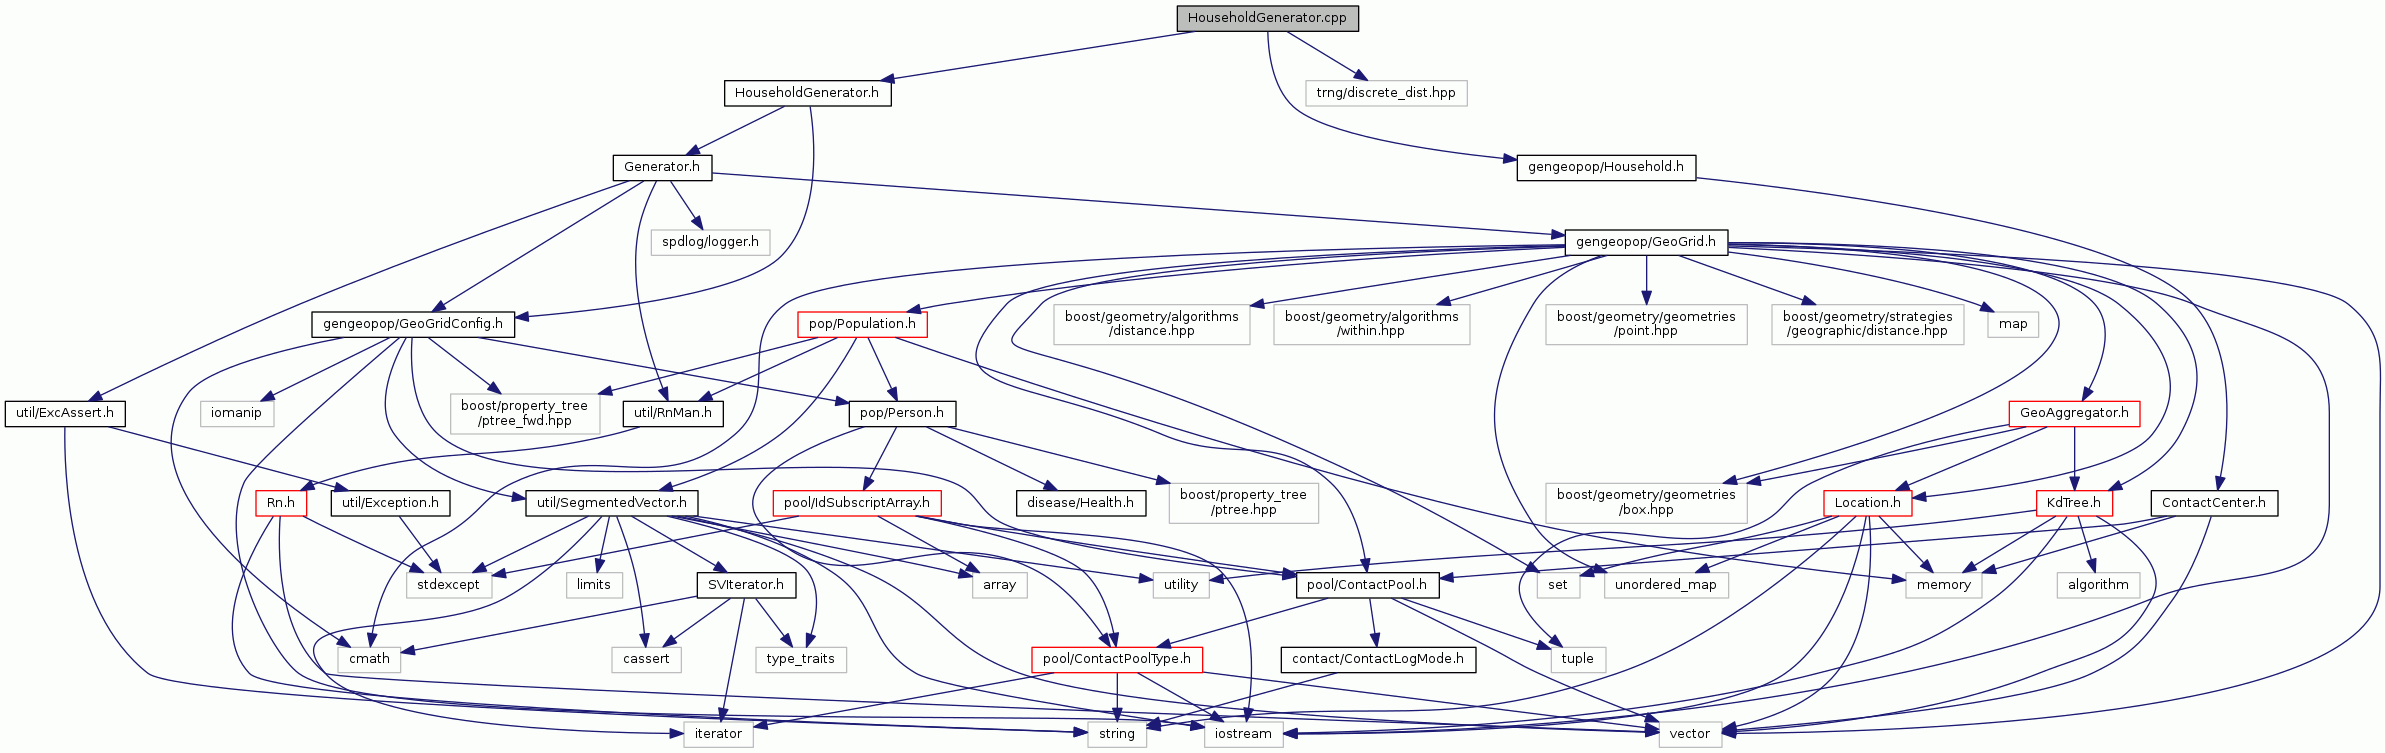 HouseholdGenerator.cpp
HouseholdGenerator.h
trng/discrete_dist.hpp
Generator.h
gengeopop/Household.h
spdlog/logger.h
gengeopop/GeoGrid.h
gengeopop/GeoGridConfig.h
pop/Population.h
boost/geometry/algorithms
/distance.hpp
boost/geometry/algorithms
/within.hpp
boost/geometry/geometries
/point.hpp
boost/geometry/strategies
/geographic/distance.hpp
map
util/ExcAssert.h
iomanip
boost/property_tree
/ptree_fwd.hpp
util/RnMan.h
pop/Person.h
GeoAggregator.h
Rn.h
util/Exception.h
util/SegmentedVector.h
pool/IdSubscriptArray.h
disease/Health.h
boost/property_tree
/ptree.hpp
boost/geometry/geometries
/box.hpp
Location.h
KdTree.h
ContactCenter.h
stdexcept
limits
SVIterator.h
array
utility
pool/ContactPool.h
set
unordered_map
memory
algorithm
cmath
cassert
type_traits
pool/ContactPoolType.h
contact/ContactLogMode.h
tuple
iterator
string
iostream
vector